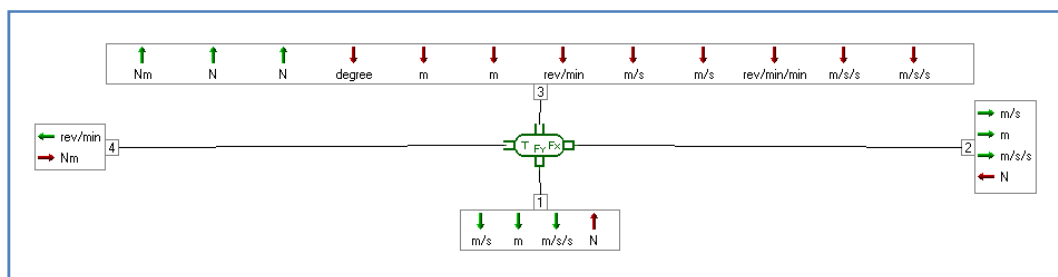 Nm N N degree m m rev/min m/s m/s rev/min/min m/s/s m/s/s
3
rev/min
Nm
4
T FY FX
2
m/s
m
m/s/s
N
1
m/s m m/s/s N